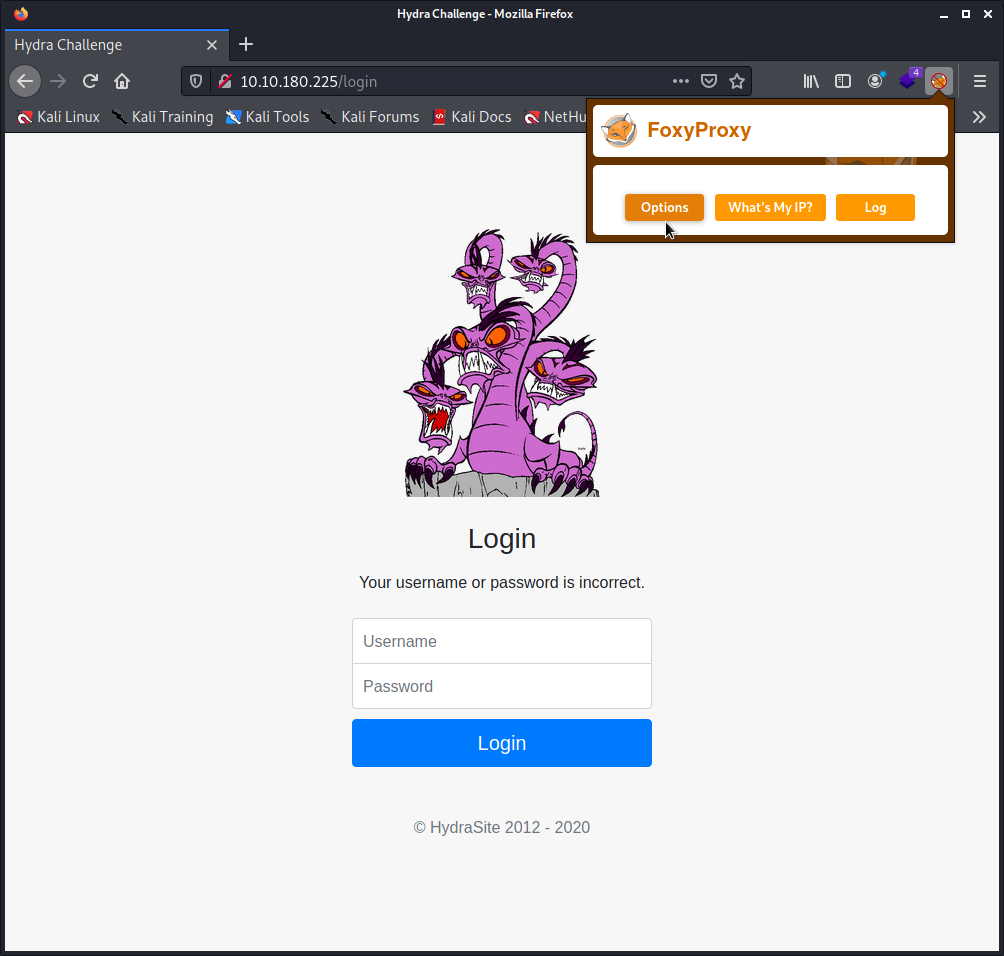 Hydra Challenge - Mozilla Firefox
Hydra Challenge
10.10.180.225/login
4
Kali Linux Kali Training Kali Tools Kali Forums Kali Docs NetHu
FoxyProxy
Options What's My IP? Log
Login
Your username or password is incorrect.
Username
Password
Login
© HydraSite 2012 - 2020